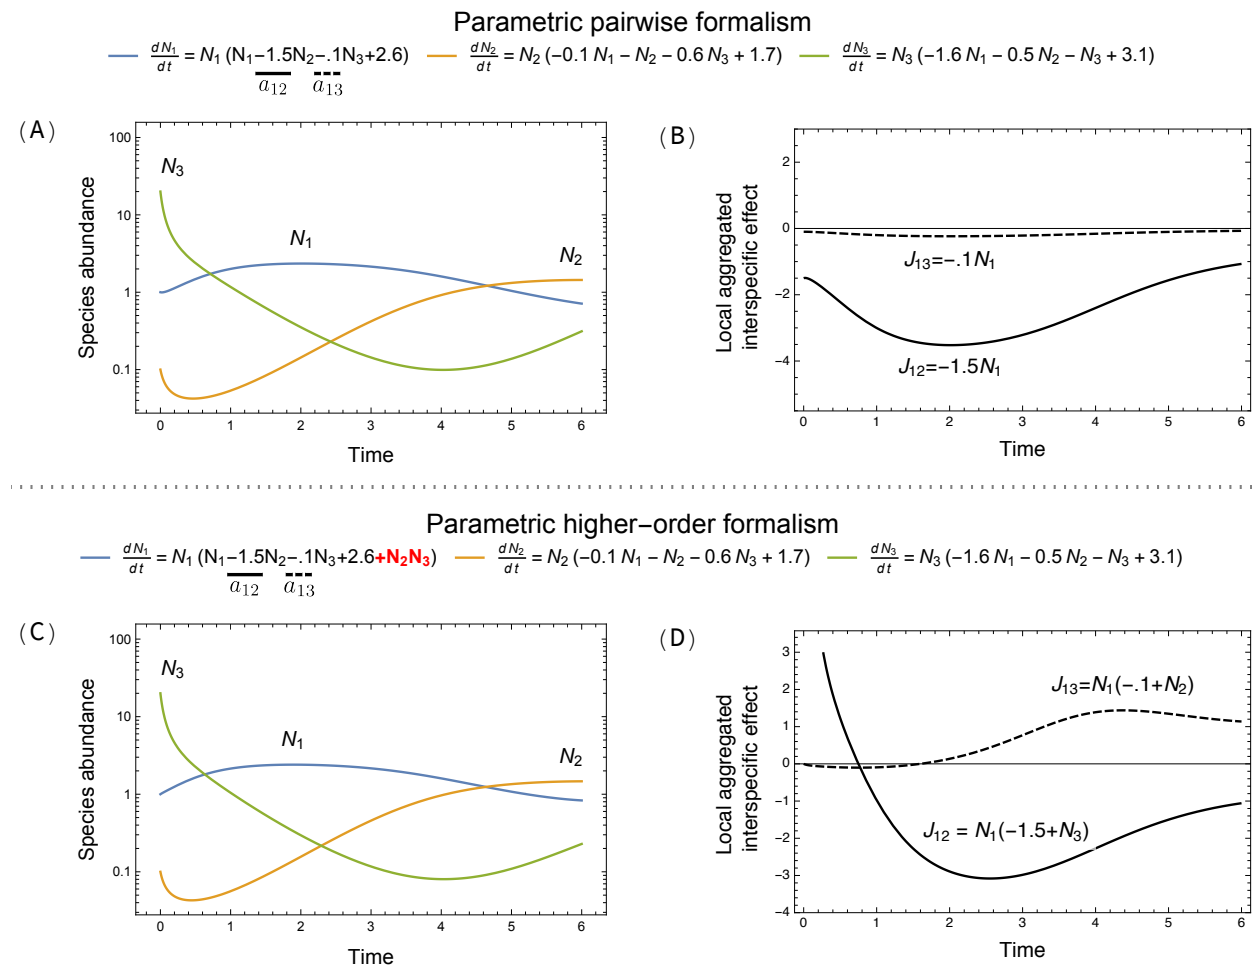 Parametric pairwise formalism
dN₁/dt = N₁ (N₁−1.5N₂−.1N₃+2.6) dN₂/dt = N₂ (−0.1 N₁ − N₂ − 0.6 N₃ + 1.7) dN₃/dt = N₃ (−1.6 N₁ − 0.5 N₂ − N₃ + 3.1)
a₁₂ a₁₃
(A)
Species abundance
100
10
1
0.1
N₃
N₁
N₂
0 1 2 3 4 5 6
Time
(B)
Local aggregated
interspecific effect
2
0
−2
−4
J₁₃=−.1N₁
J₁₂=−1.5N₁
0 1 2 3 4 5 6
Time
Parametric higher−order formalism
dN₁/dt = N₁ (N₁−1.5N₂−.1N₃+2.6+N₂N₃) dN₂/dt = N₂ (−0.1 N₁ − N₂ − 0.6 N₃ + 1.7) dN₃/dt = N₃ (−1.6 N₁ − 0.5 N₂ − N₃ + 3.1)
a₁₂ a₁₃
(C)
Species abundance
100
10
1
0.1
N₃
N₁
N₂
0 1 2 3 4 5 6
Time
(D)
Local aggregated
interspecific effect
3
2
1
0
−1
−2
−3
−4
J₁₃=N₁(−.1+N₂)
J₁₂ = N₁(−1.5+N₃)
0 1 2 3 4 5 6
Time